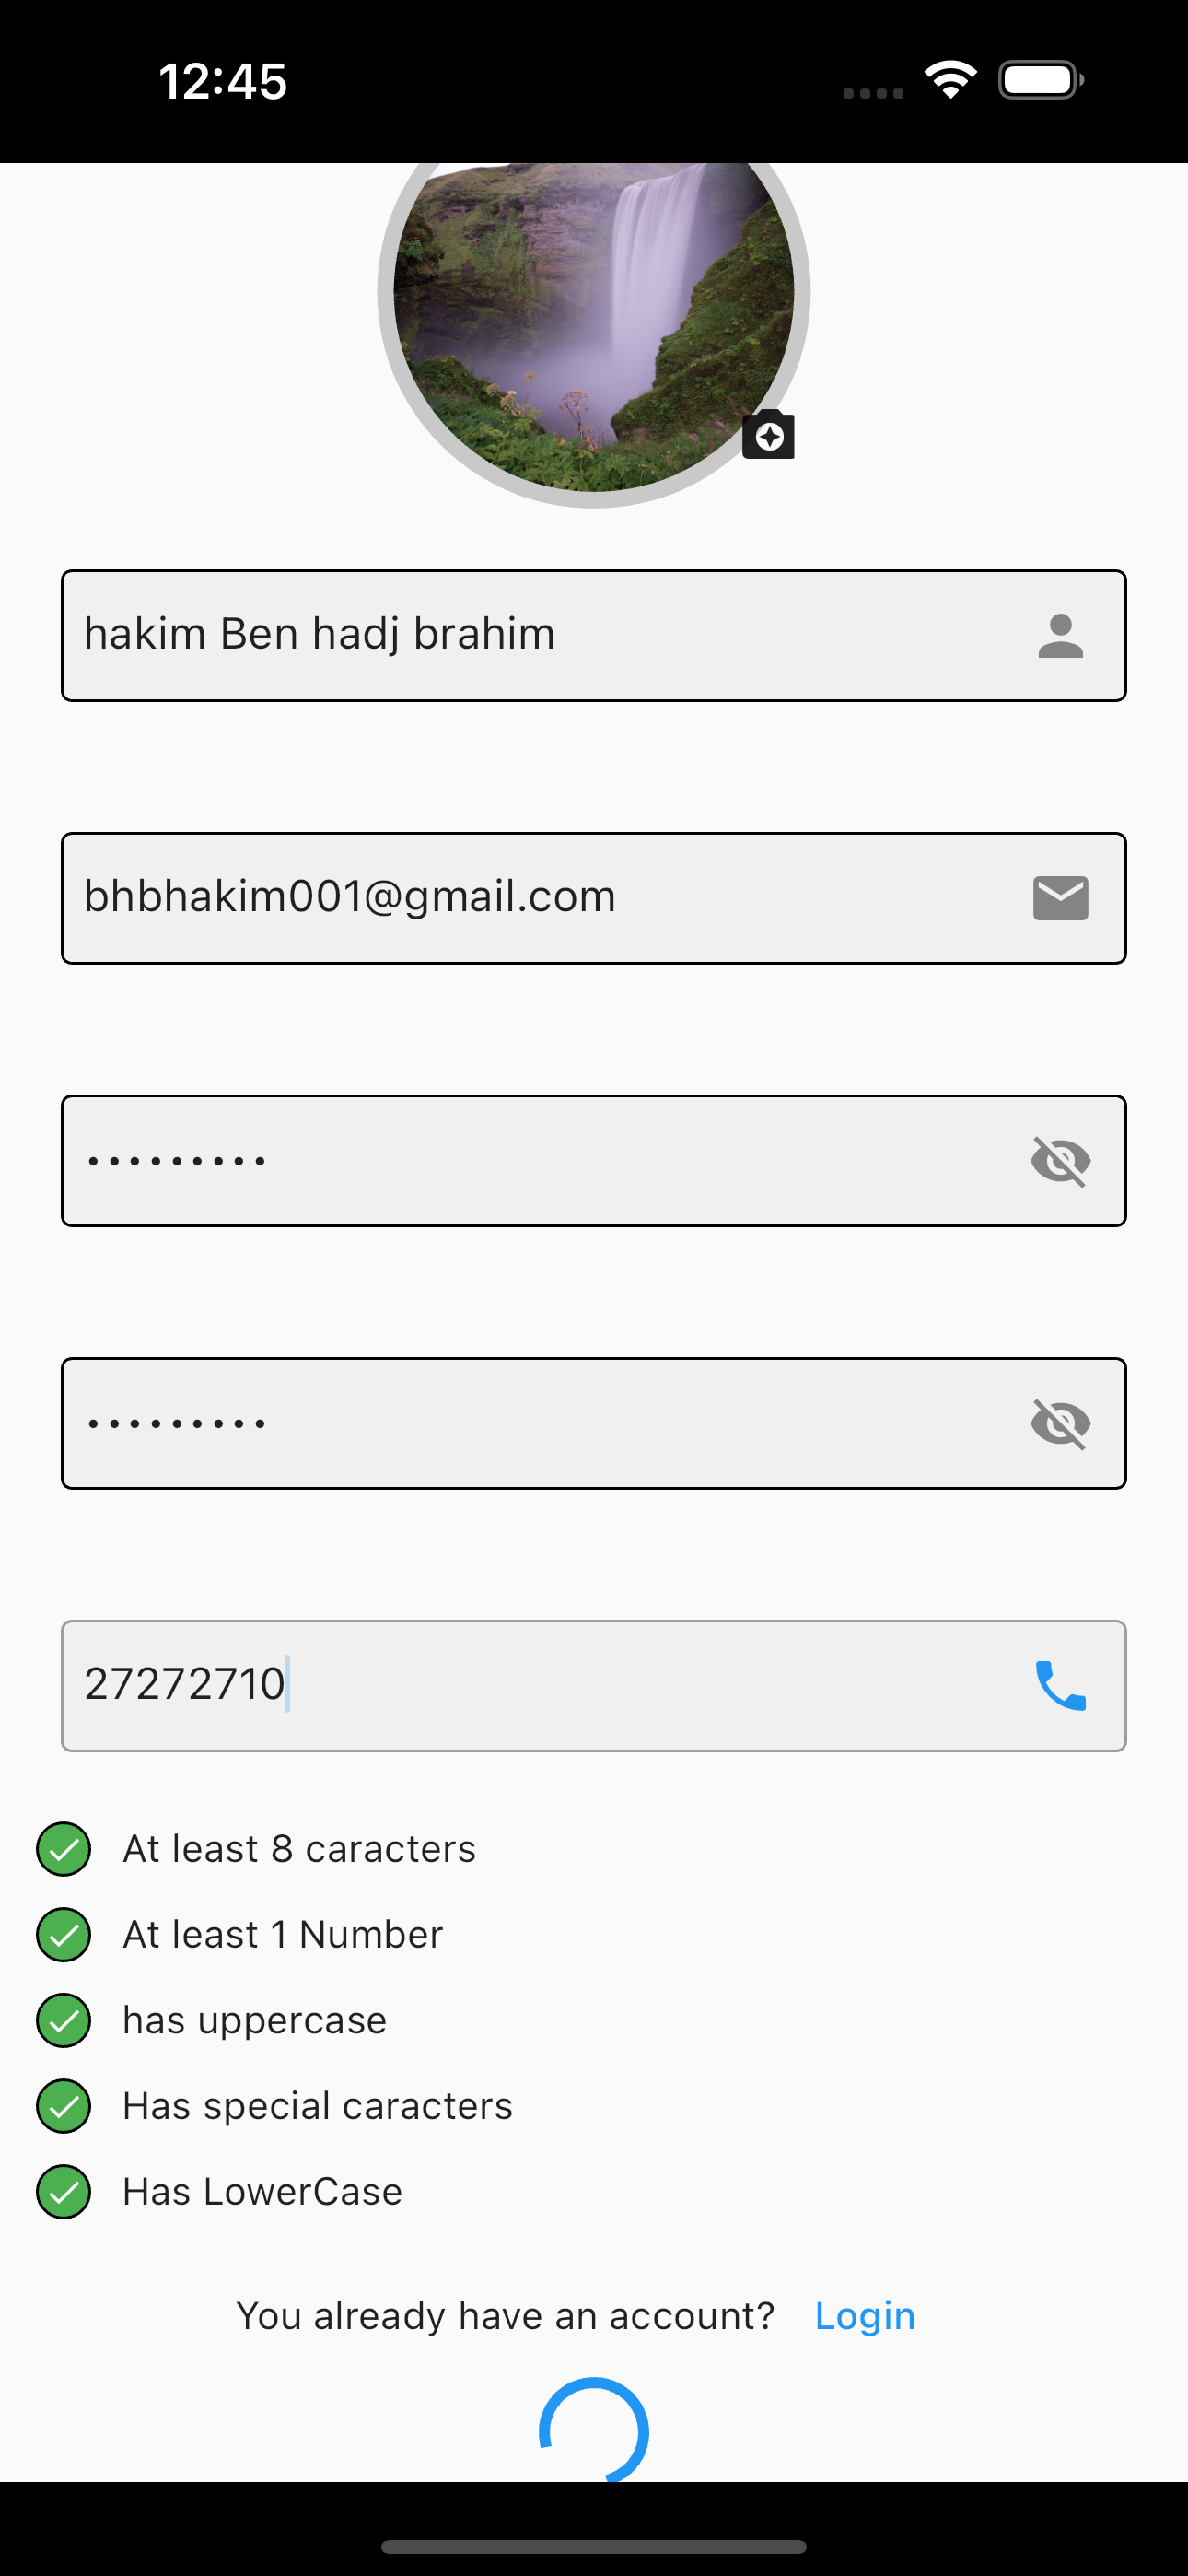 12:45
hakim Ben hadj brahim
bhbhakim001@gmail.com
•••••••••
•••••••••
27272710
At least 8 caracters
At least 1 Number
has uppercase
Has special caracters
Has LowerCase
You already have an account? Login